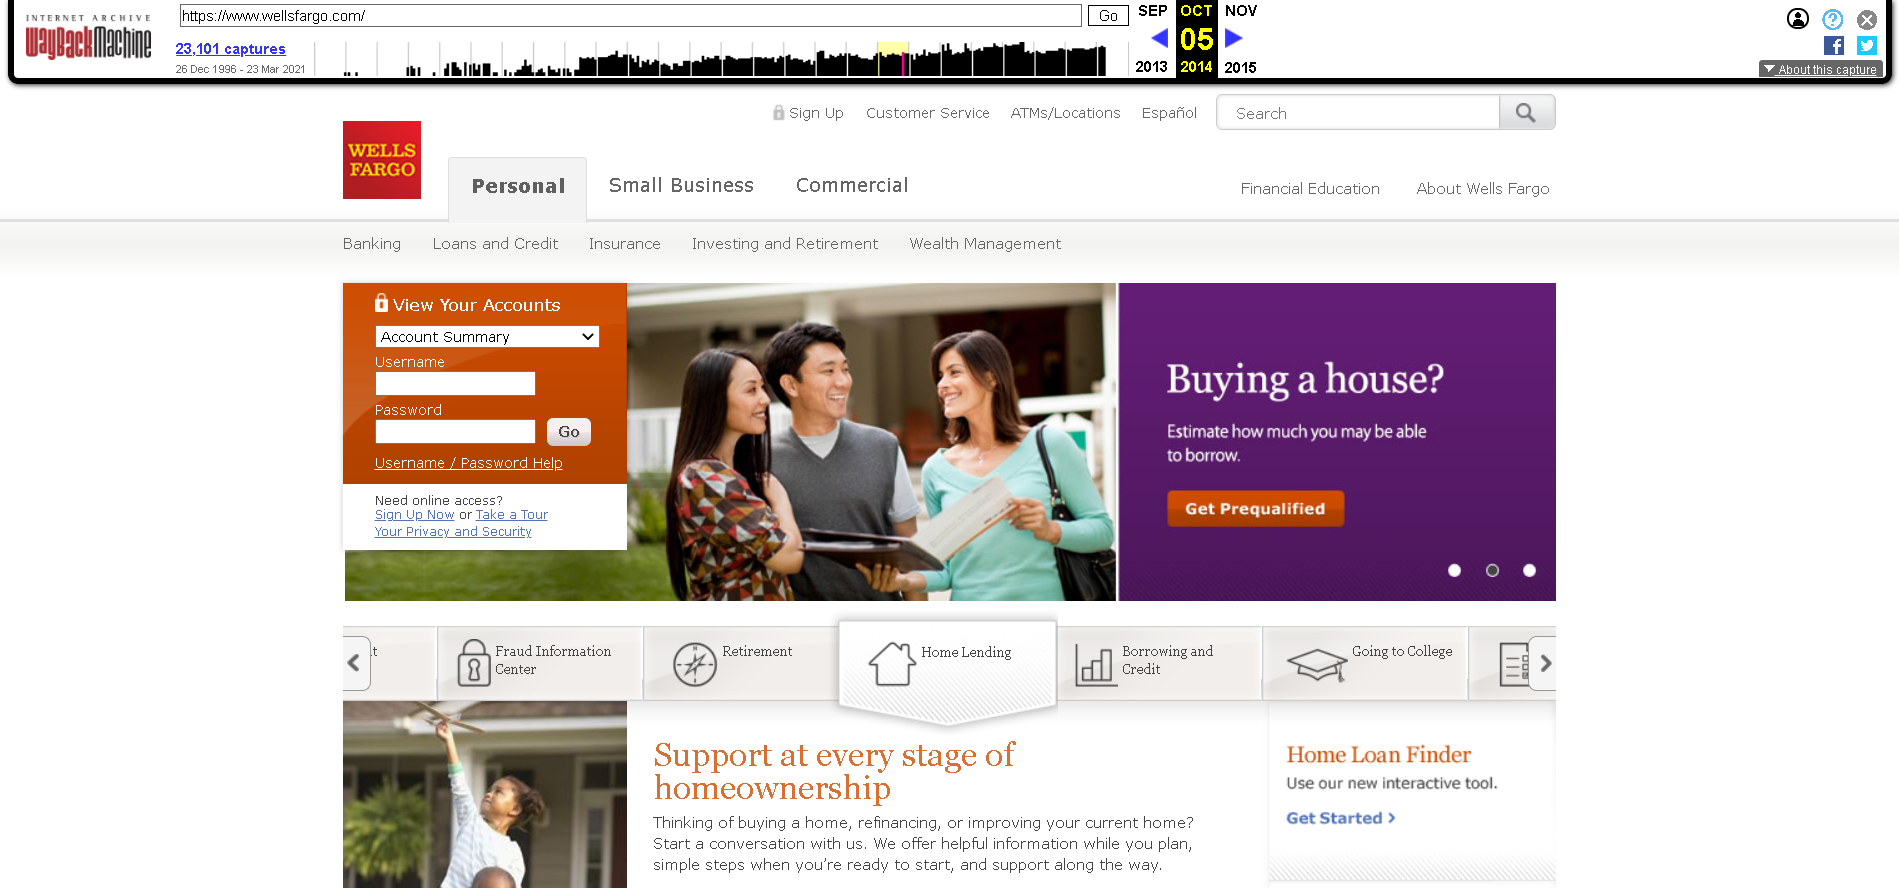 INTERNET ARCHIVE
WayBackMachine
https://www.wellsfargo.com/
Go
23,101 captures
26 Dec 1996 - 23 Mar 2021
SEP OCT NOV
05
2013 2014 2015
About this capture
Sign Up Customer Service ATMs/Locations Español
Search
WELLS
FARGO
Personal Small Business Commercial
Financial Education About Wells Fargo
Banking Loans and Credit Insurance Investing and Retirement Wealth Management
View Your Accounts
Account Summary
Username
Password
Go
Username / Password Help
Need online access?
Sign Up Now or Take a Tour
Your Privacy and Security
Buying a house?
Estimate how much you may be able
to borrow.
Get Prequalified
Fraud Information
Center
Retirement
Home Lending
Borrowing and
Credit
Going to College
Support at every stage of
homeownership
Thinking of buying a home, refinancing, or improving your current home?
Start a conversation with us. We offer helpful information while you plan,
simple steps when you’re ready to start, and support along the way.
Home Loan Finder
Use our new interactive tool.
Get Started